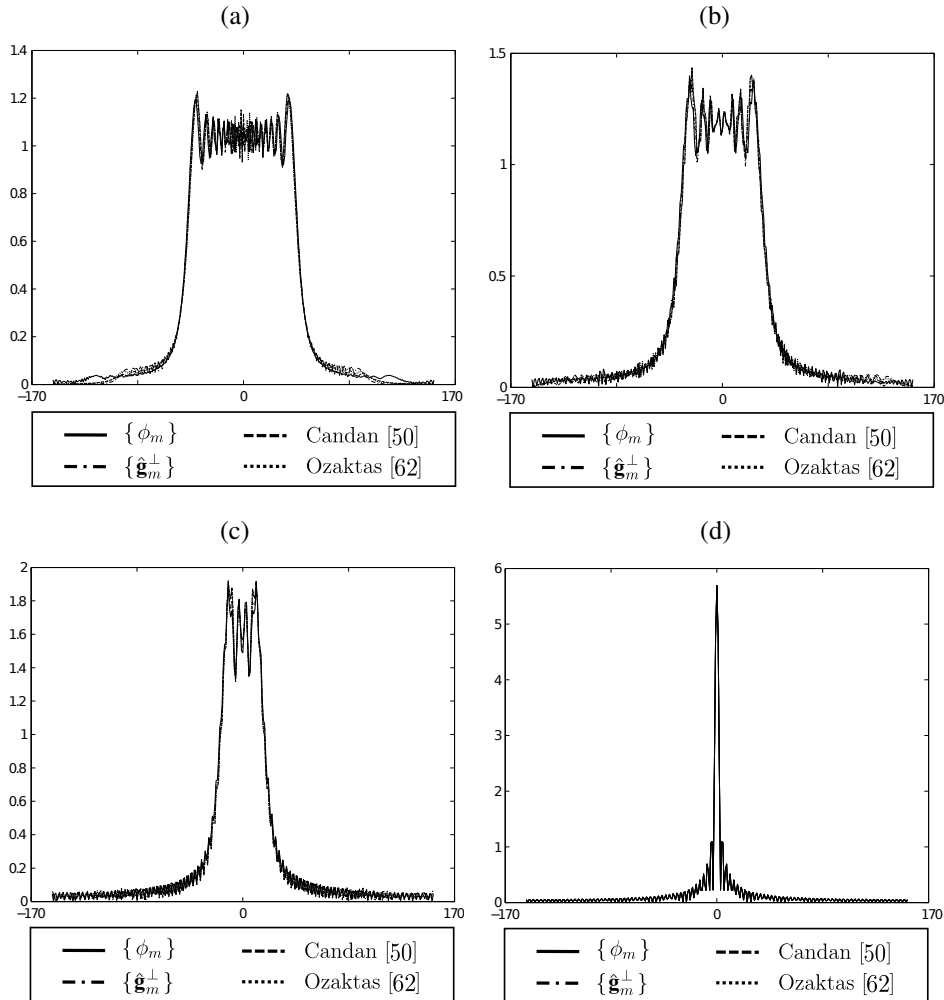 (a)
1.4
1.2
1
0.8
0.6
0.4
0.2
0
−170
0
170
{ϕ_m}
Candan [50]
{ĝ_m^⊥}
Ozaktas [62]
(b)
1.5
1
0.5
0
−170
0
170
{ϕ_m}
Candan [50]
{ĝ_m^⊥}
Ozaktas [62]
(c)
2
1.8
1.6
1.4
1.2
1
0.8
0.6
0.4
0.2
0
−170
0
170
{ϕ_m}
Candan [50]
{ĝ_m^⊥}
Ozaktas [62]
(d)
6
5
4
3
2
1
0
−170
0
170
{ϕ_m}
Candan [50]
{ĝ_m^⊥}
Ozaktas [62]